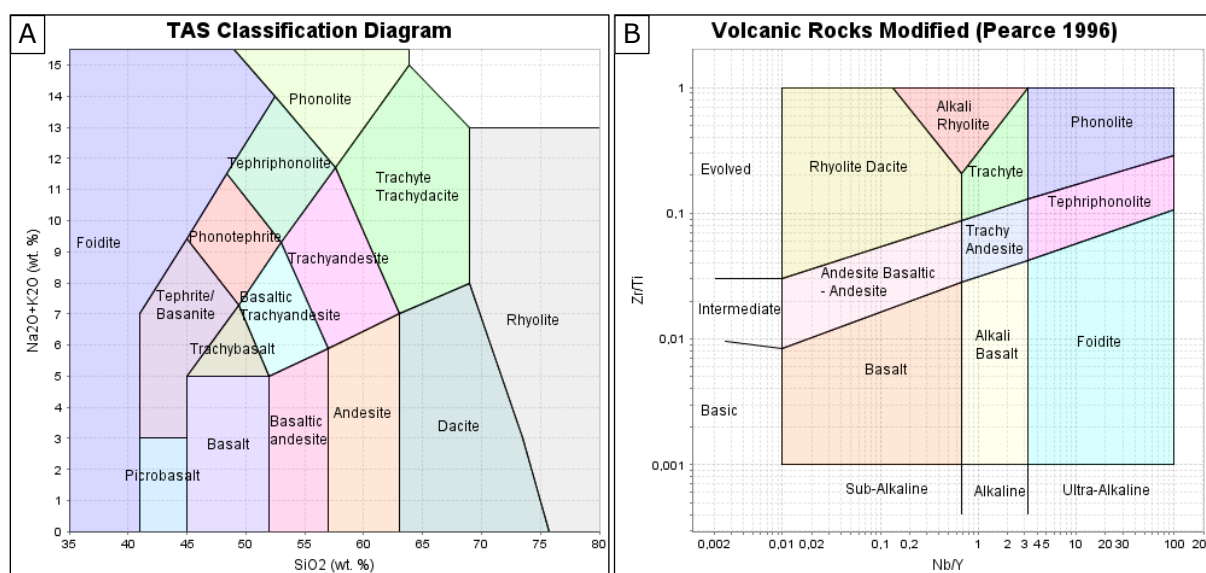 A
TAS Classification Diagram
Na2O+K2O (wt. %)
15
14
13
12
11
10
9
8
7
6
5
4
3
2
1
0
Phonolite
Tephriphonolite
Trachyte
Trachydacite
Foidite
Phonotephrite
Trachyandesite
Tephrite/
Basanite
Basaltic
Trachyandesite
Trachybasalt
Rhyolite
Basalt
Basaltic
andesite
Andesite
Dacite
Picrobasalt
35 40 45 50 55 60 65 70 75 80
SiO2 (wt. %)
B
Volcanic Rocks Modified (Pearce 1996)
Zr/Ti
1
0,1
0,01
0,001
Evolved
Intermediate
Basic
Alkali
Rhyolite
Phonolite
Rhyolite Dacite
Trachyte
Tephriphonolite
Trachy
Andesite
Andesite Basaltic
- Andesite
Basalt
Alkali
Basalt
Foidite
Sub-Alkaline
Alkaline
Ultra-Alkaline
0,002 0,01 0,02 0,1 0,2 1 2 3 4 5 10 20 30 100 20
Nb/Y